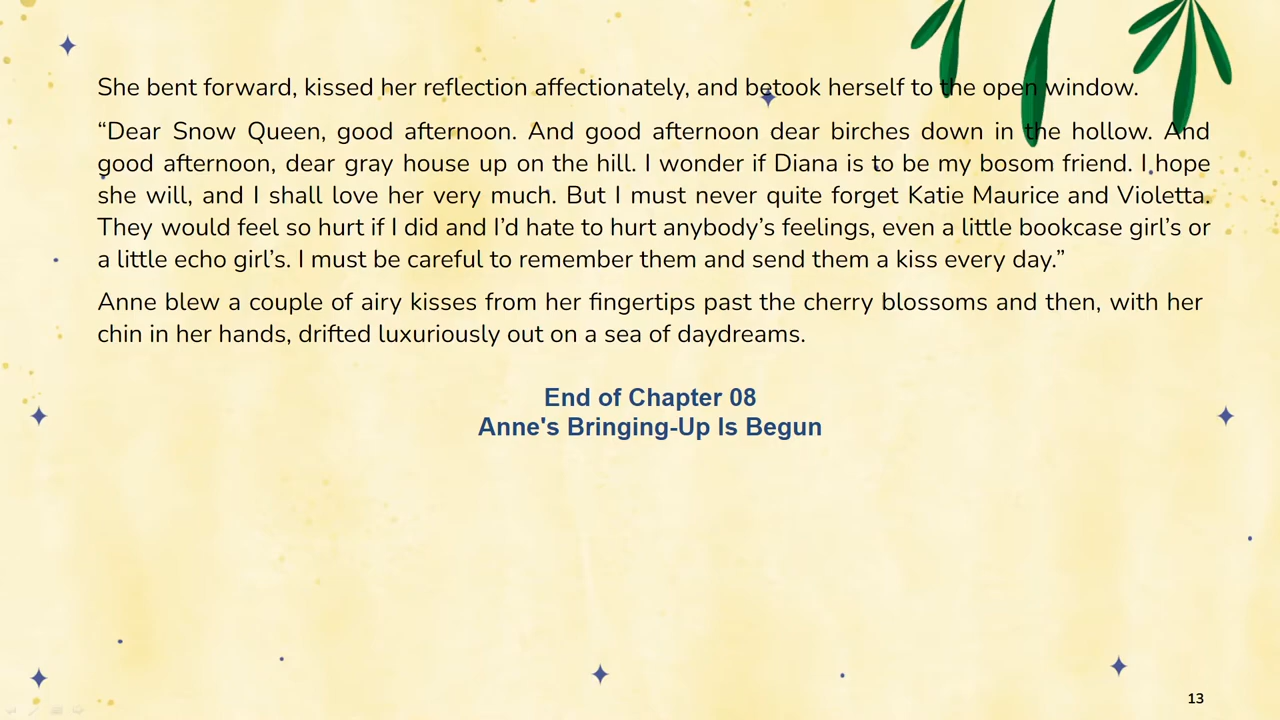 She bent forward, kissed her reflection affectionately, and betook herself to the open window.
“Dear Snow Queen, good afternoon. And good afternoon dear birches down in the hollow. And
good afternoon, dear gray house up on the hill. I wonder if Diana is to be my bosom friend. I hope
she will, and I shall love her very much. But I must never quite forget Katie Maurice and Violetta.
They would feel so hurt if I did and I’d hate to hurt anybody’s feelings, even a little bookcase girl’s or
a little echo girl’s. I must be careful to remember them and send them a kiss every day.”
Anne blew a couple of airy kisses from her fingertips past the cherry blossoms and then, with her
chin in her hands, drifted luxuriously out on a sea of daydreams.
End of Chapter 08
Anne's Bringing-Up Is Begun
13